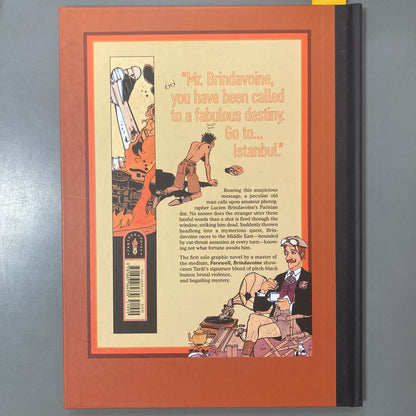 "Mr. Brindavoine,
you have been called
to a fabulous destiny.
Go to...
Istanbul."
Bearing this suspicious
message, a peculiar old
man calls upon amateur photog-
rapher Lucien Brindavoine's Parisian
flat. No sooner does the stranger utter these
fateful words than a shot is fired through the
window, striking him dead. Suddenly thrown
headlong into a mysterious quest, Brin-
davoine races to the Middle East—hounded
by cut-throat assassins at every turn—know-
ing not what fortune awaits him.
The first solo graphic novel by a master of
the medium, Farewell, Brindavoine show-
cases Tardi's signature blend of pitch-black
humor, brutal violence,
and beguiling mystery.